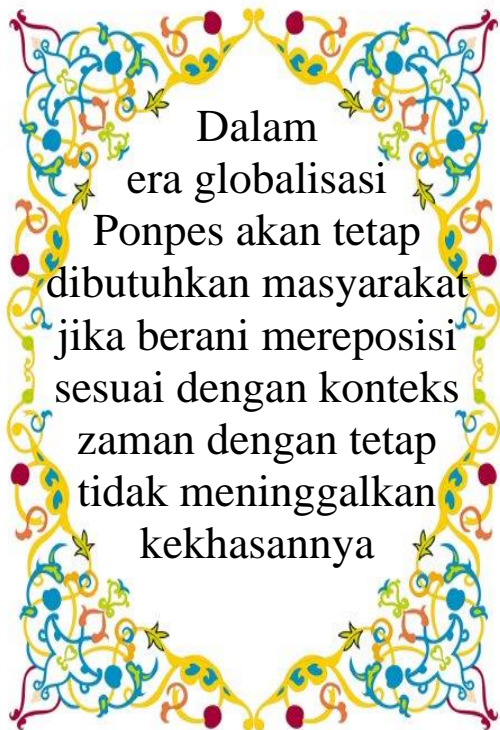 Dalam
era globalisasi
Ponpes akan tetap
dibutuhkan masyarakat
jika berani mereposisi
sesuai dengan konteks
zaman dengan tetap
tidak meninggalkan
kekhasannya